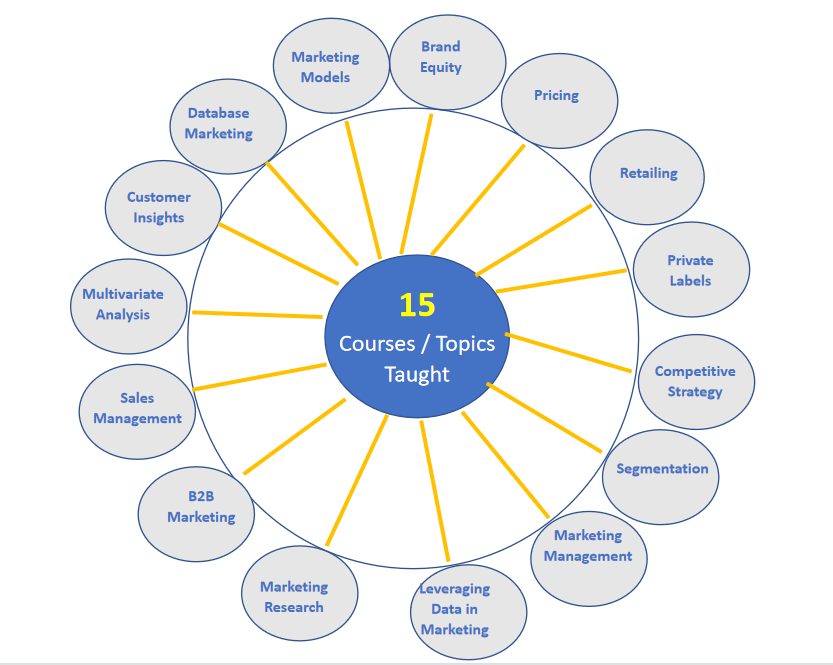 15
Courses / Topics
Taught
Brand
Equity
Pricing
Retailing
Private
Labels
Competitive
Strategy
Segmentation
Marketing
Management
Leveraging
Data in
Marketing
Marketing
Research
B2B
Marketing
Sales
Management
Multivariate
Analysis
Customer
Insights
Database
Marketing
Marketing
Models